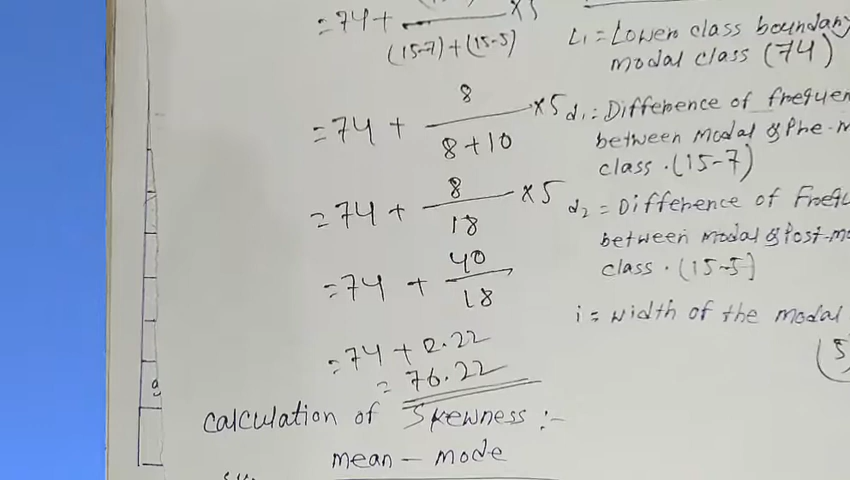 =74+ ×5
(15-7)+(15-5)
L₁=Lower class boundary
modal class (74)
=74+ 8/8+10 ×5
d₁=Difference of frequen
between modal & Pre-m
class.(15-7)
=74+ 8/18 ×5
d₂=Difference of Frequ
between modal & Post-mo
class.(15-5)
=74 + 40/18
i= width of the modal
(5
=74+2.22
= 76.22
Calculation of Skewness:-
mean - mode